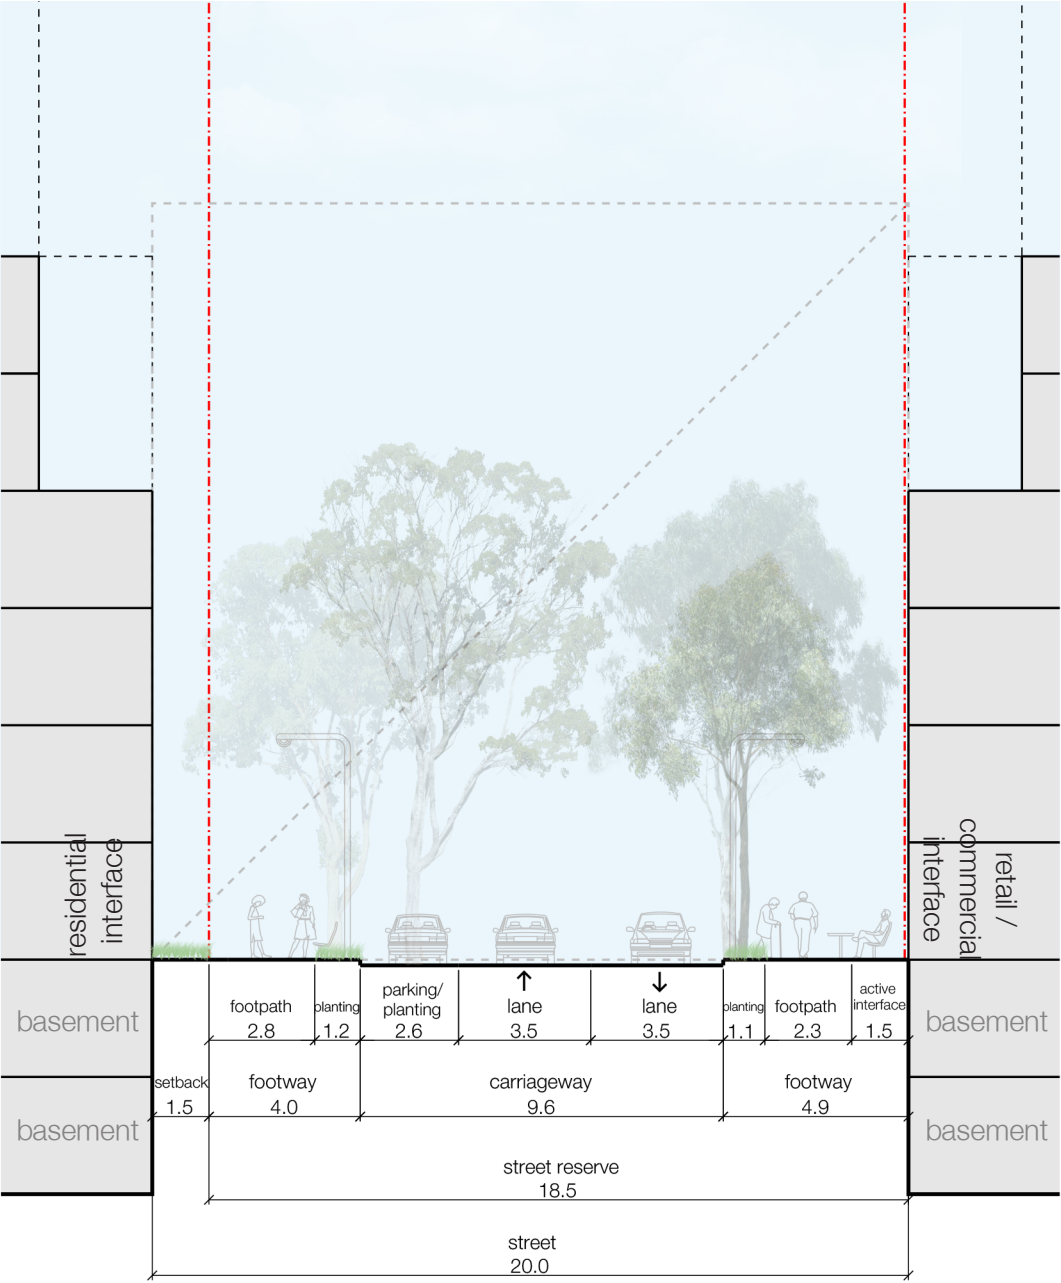 residential
interface
retail /
commercial
interface
footpath
2.8
planting
1.2
parking/
planting
2.6
lane
3.5
lane
3.5
planting
1.1
footpath
2.3
active
interface
1.5
basement
basement
setback
1.5
footway
4.0
carriageway
9.6
footway
4.9
basement
basement
street reserve
18.5
street
20.0